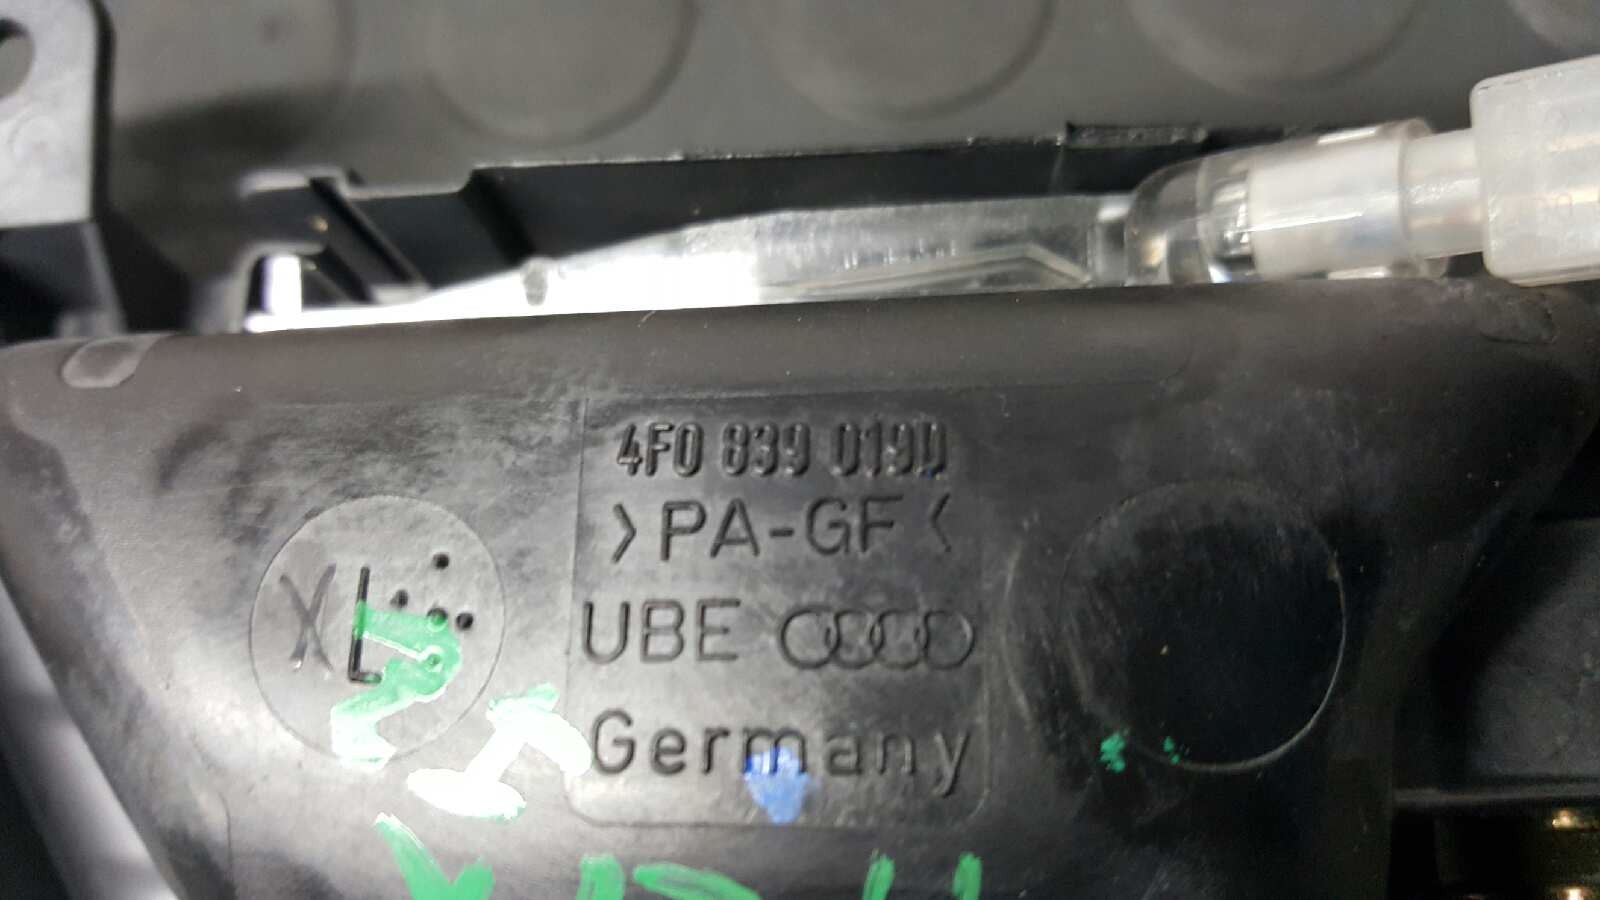 4F0 839 019D
>PA-GF<
UBE
Germany
XL